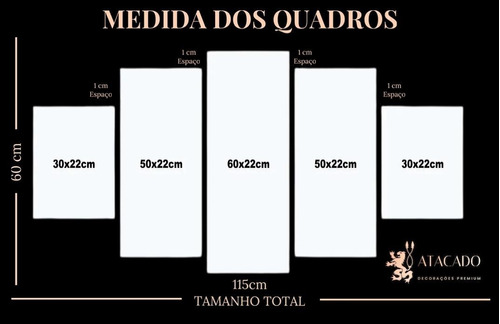 MEDIDA DOS QUADROS
1 cm
Espaço
1 cm
Espaço
1 cm
Espaço
1 cm
Espaço
60 cm
30x22cm
50x22cm
60x22cm
50x22cm
30x22cm
35 ATACADO
DECORAÇÕES PREMIUM
115cm
TAMANHO TOTAL